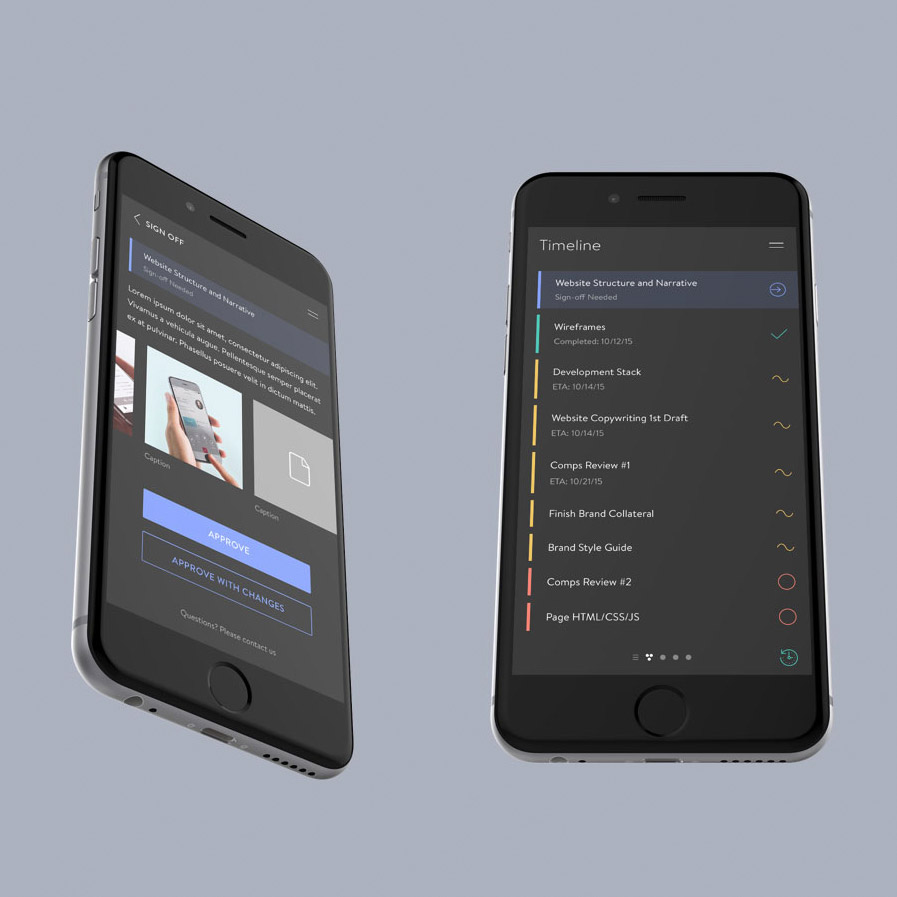 SIGN OFF
Website Structure and Narrative
Sign-off Needed
Lorem ipsum dolor sit amet, consectetur adipiscing elit.
Vivamus a vehicula augue. Pellentesque semper placerat
ex at pulvinar. Phasellus posuere velit in dictum mattis.
Caption
Caption
APPROVE
APPROVE WITH CHANGES
Questions? Please contact us
Timeline
Website Structure and Narrative
Sign-off Needed
Wireframes
Completed: 10/12/15
Development Stack
ETA: 10/14/15
Website Copywriting 1st Draft
ETA: 10/14/15
Comps Review #1
ETA: 10/21/15
Finish Brand Collateral
Brand Style Guide
Comps Review #2
Page HTML/CSS/JS